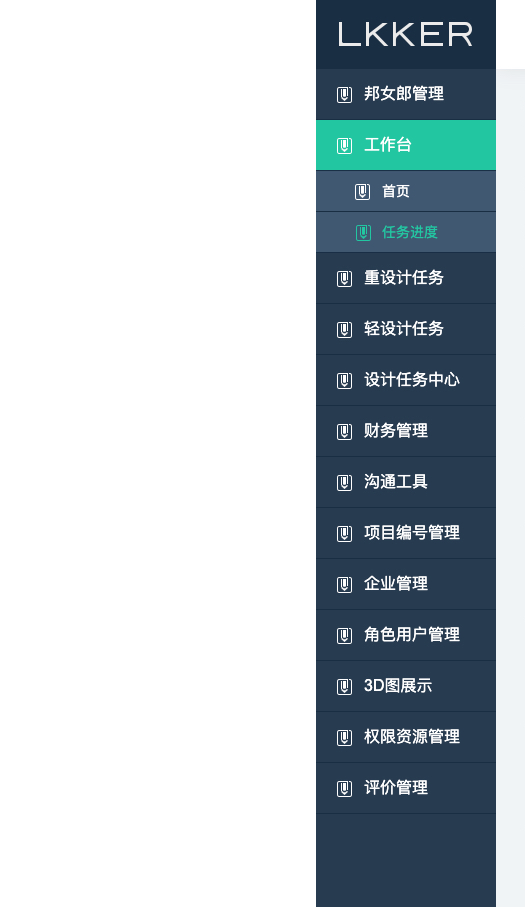 LKKER
邦女郎管理
工作台
首页
任务进度
重设计任务
轻设计任务
设计任务中心
财务管理
沟通工具
项目编号管理
企业管理
角色用户管理
3D图展示
权限资源管理
评价管理